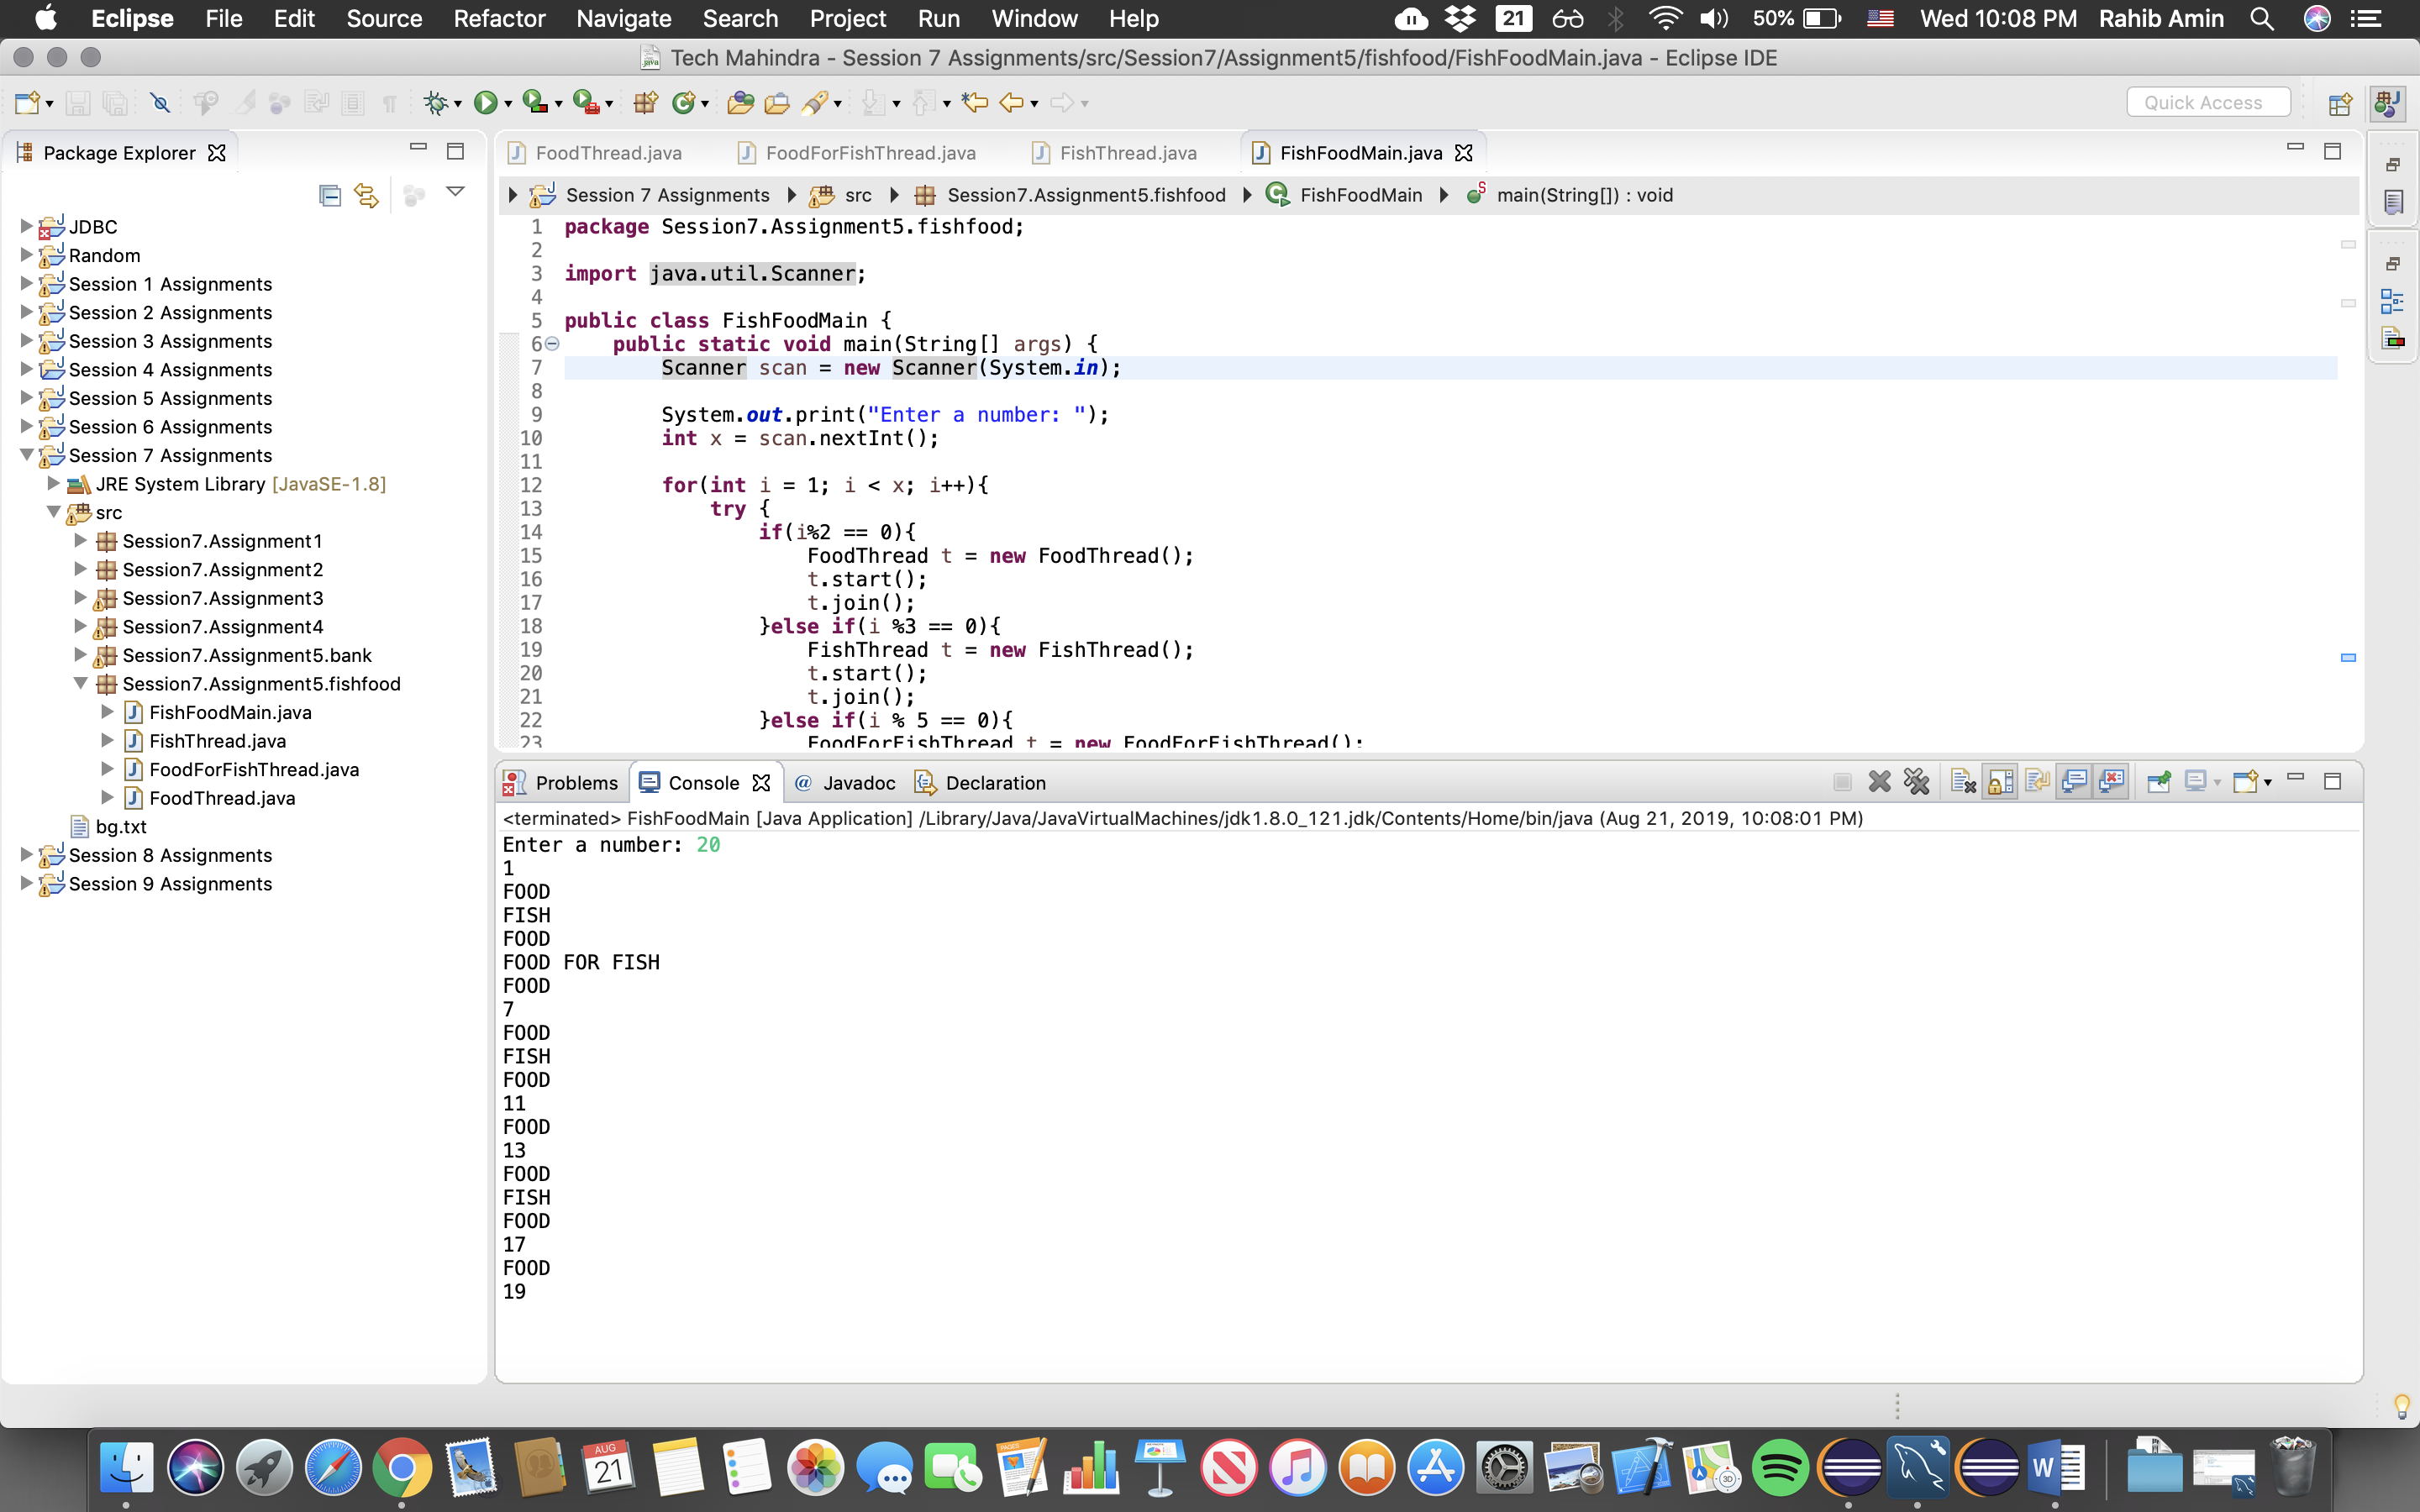 Eclipse File Edit Source Refactor Navigate Search Project Run Window Help 21 50% Wed 10:08 PM Rahib Amin
Tech Mahindra - Session 7 Assignments/src/Session7/Assignment5/fishfood/FishFoodMain.java - Eclipse IDE
Quick Access
Package Explorer
JDBC
Random
Session 1 Assignments
Session 2 Assignments
Session 3 Assignments
Session 4 Assignments
Session 5 Assignments
Session 6 Assignments
Session 7 Assignments
JRE System Library [JavaSE-1.8]
src
Session7.Assignment1
Session7.Assignment2
Session7.Assignment3
Session7.Assignment4
Session7.Assignment5.bank
Session7.Assignment5.fishfood
FishFoodMain.java
FishThread.java
FoodForFishThread.java
FoodThread.java
bg.txt
Session 8 Assignments
Session 9 Assignments
FoodThread.java FoodForFishThread.java FishThread.java FishFoodMain.java
Session 7 Assignments src Session7.Assignment5.fishfood FishFoodMain main(String[]) : void
1 package Session7.Assignment5.fishfood;
2
3 import java.util.Scanner;
4
5 public class FishFoodMain {
6 public static void main(String[] args) {
7 Scanner scan = new Scanner(System.in);
8
9 System.out.print("Enter a number: ");
10 int x = scan.nextInt();
11
12 for(int i = 1; i < x; i++){
13 try {
14 if(i%2 == 0){
15 FoodThread t = new FoodThread();
16 t.start();
17 t.join();
18 }else if(i %3 == 0){
19 FishThread t = new FishThread();
20 t.start();
21 t.join();
22 }else if(i % 5 == 0){
23 FoodForFishThread t = new FoodForFishThread();
Problems Console Javadoc Declaration
<terminated> FishFoodMain [Java Application] /Library/Java/JavaVirtualMachines/jdk1.8.0_121.jdk/Contents/Home/bin/java (Aug 21, 2019, 10:08:01 PM)
Enter a number: 20
1
FOOD
FISH
FOOD
FOOD FOR FISH
FOOD
7
FOOD
FISH
FOOD
11
FOOD
13
FOOD
FISH
FOOD
17
FOOD
19
AUG
21
PAGES
3D
W